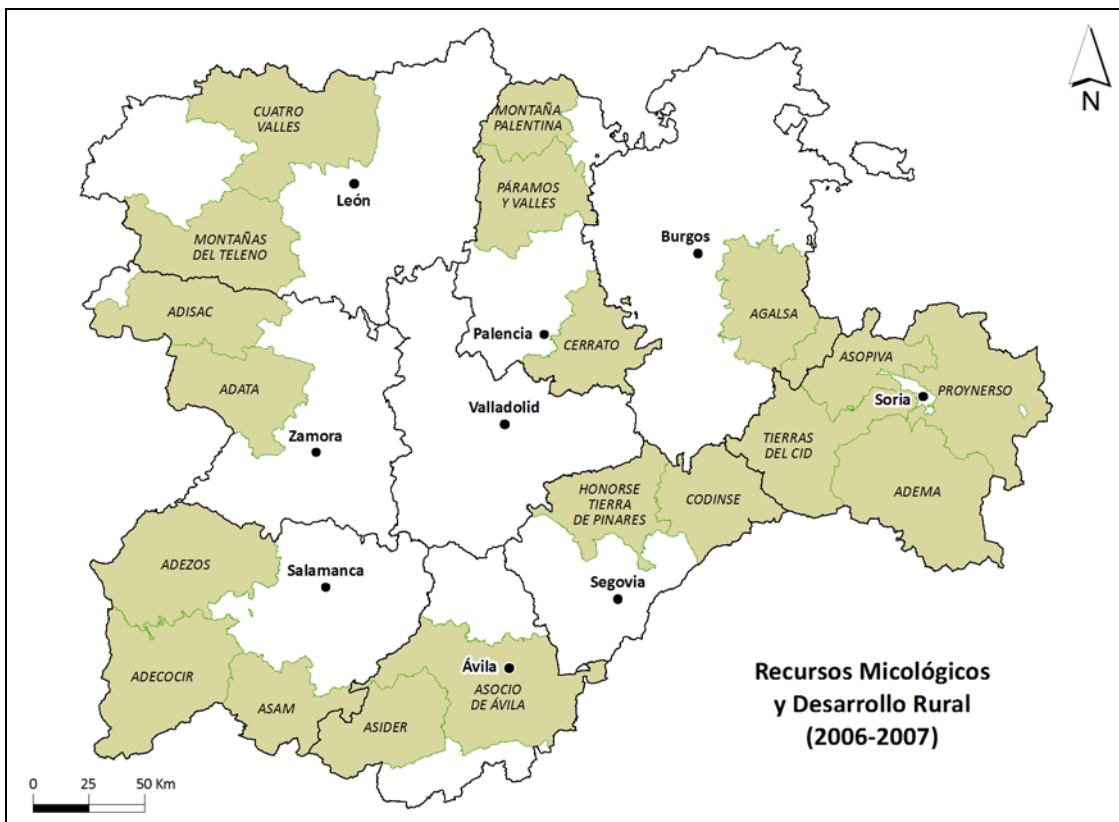 N
CUATRO
VALLES
MONTAÑA
PALENTINA
PÁRAMOS
Y VALLES
León
MONTAÑAS
DEL TELENO
Burgos
ADISAC
AGALSA
Palencia
CERRATO
ASOPIVA
ADATA
PROYNERSO
Soria
Valladolid
Zamora
TIERRAS
DEL CID
ADEMA
HONORSE
TIERRA
DE PINARES
CODINSE
ADEZOS
Salamanca
Segovia
ADECOCIR
Ávila
ASOCIO
DE ÁVILA
ASAM
ASIDER
Recursos Micológicos
y Desarrollo Rural
(2006-2007)
0 25 50 Km